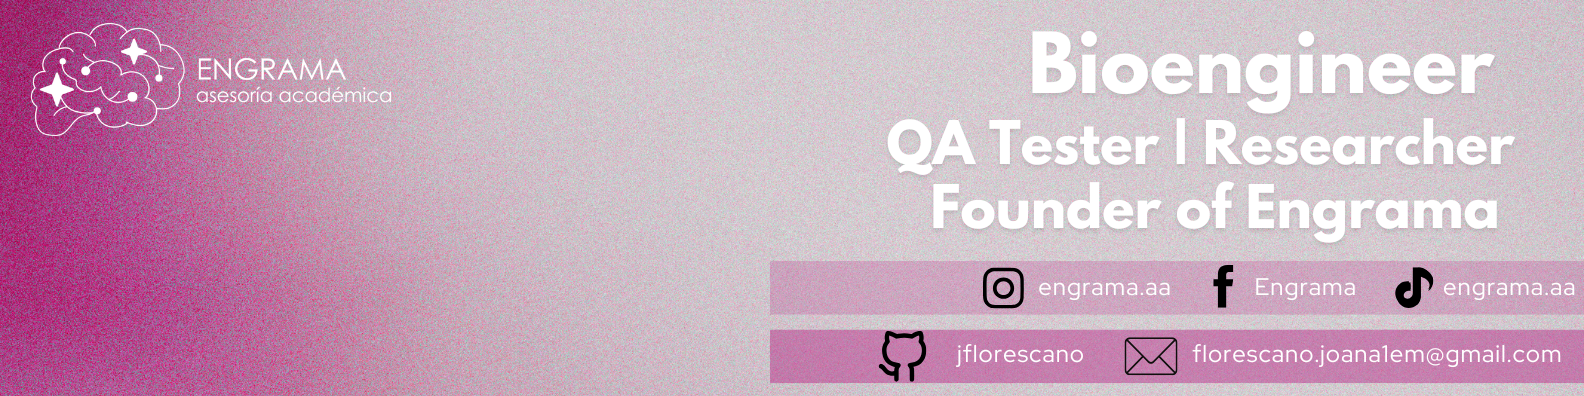 ENGRAMA
asesoría académica
Bioengineer
QA Tester | Researcher
Founder of Engrama
engrama.aa Engrama engrama.aa
jflorescano florescano.joana1em@gmail.com